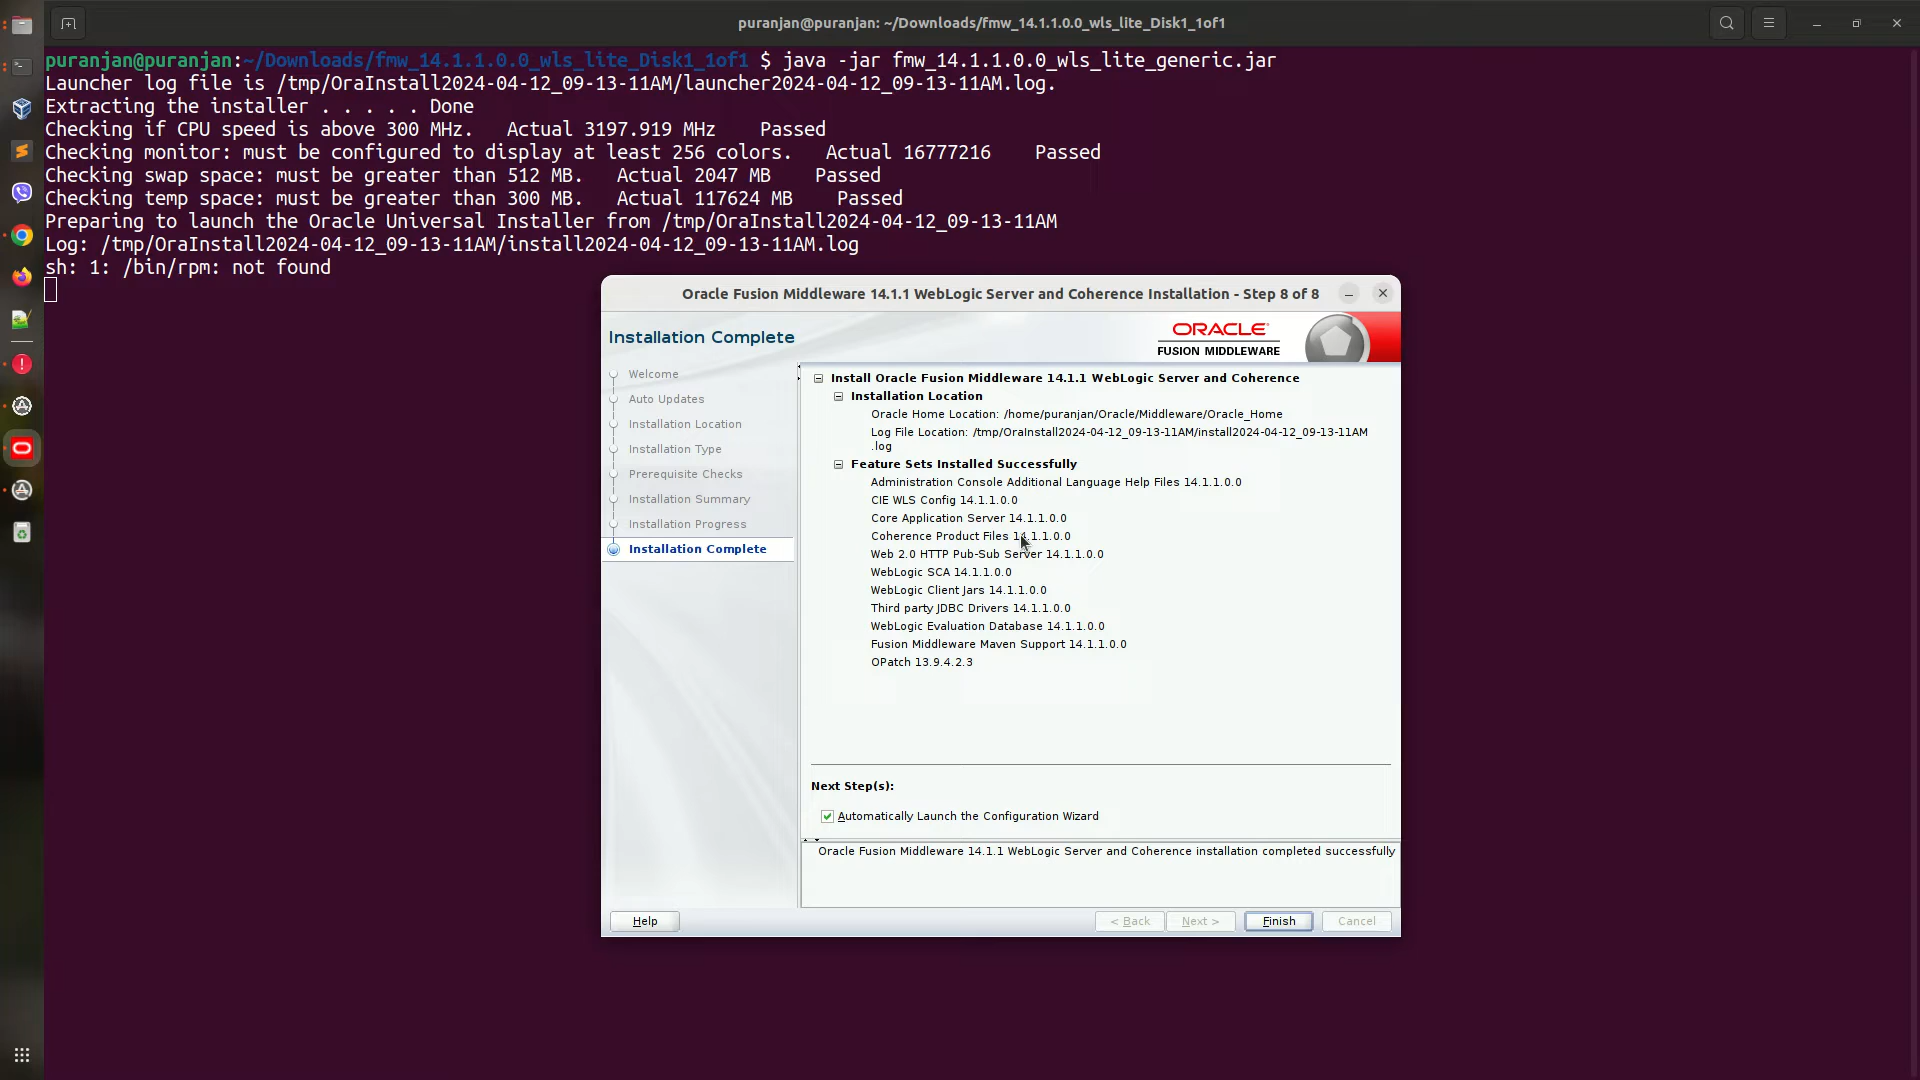 puranjan@puranjan: ~/Downloads/fmw_14.1.1.0.0_wls_lite_Disk1_1of1
puranjan@puranjan:~/Downloads/fmw_14.1.1.0.0_wls_lite_Disk1_1of1 $ java -jar fmw_14.1.1.0.0_wls_lite_generic.jar
Launcher log file is /tmp/OraInstall2024-04-12_09-13-11AM/launcher2024-04-12_09-13-11AM.log.
Extracting the installer . . . . . Done
Checking if CPU speed is above 300 MHz.   Actual 3197.919 MHz    Passed
Checking monitor: must be configured to display at least 256 colors.   Actual 16777216    Passed
Checking swap space: must be greater than 512 MB.   Actual 2047 MB    Passed
Checking temp space: must be greater than 300 MB.   Actual 117624 MB    Passed
Preparing to launch the Oracle Universal Installer from /tmp/OraInstall2024-04-12_09-13-11AM
Log: /tmp/OraInstall2024-04-12_09-13-11AM/install2024-04-12_09-13-11AM.log
sh: 1: /bin/rpm: not found
Oracle Fusion Middleware 14.1.1 WebLogic Server and Coherence Installation - Step 8 of 8
Installation Complete
ORACLE
FUSION MIDDLEWARE
Welcome
Auto Updates
Installation Location
Installation Type
Prerequisite Checks
Installation Summary
Installation Progress
Installation Complete
Install Oracle Fusion Middleware 14.1.1 WebLogic Server and Coherence
Installation Location
Oracle Home Location: /home/puranjan/Oracle/Middleware/Oracle_Home
Log File Location: /tmp/OraInstall2024-04-12_09-13-11AM/install2024-04-12_09-13-11AM
.log
Feature Sets Installed Successfully
Administration Console Additional Language Help Files 14.1.1.0.0
CIE WLS Config 14.1.1.0.0
Core Application Server 14.1.1.0.0
Coherence Product Files 14.1.1.0.0
Web 2.0 HTTP Pub-Sub Server 14.1.1.0.0
WebLogic SCA 14.1.1.0.0
WebLogic Client Jars 14.1.1.0.0
Third party JDBC Drivers 14.1.1.0.0
WebLogic Evaluation Database 14.1.1.0.0
Fusion Middleware Maven Support 14.1.1.0.0
OPatch 13.9.4.2.3
Next Step(s):
Automatically Launch the Configuration Wizard
Oracle Fusion Middleware 14.1.1 WebLogic Server and Coherence installation completed successfully
Help
< Back
Next >
Finish
Cancel